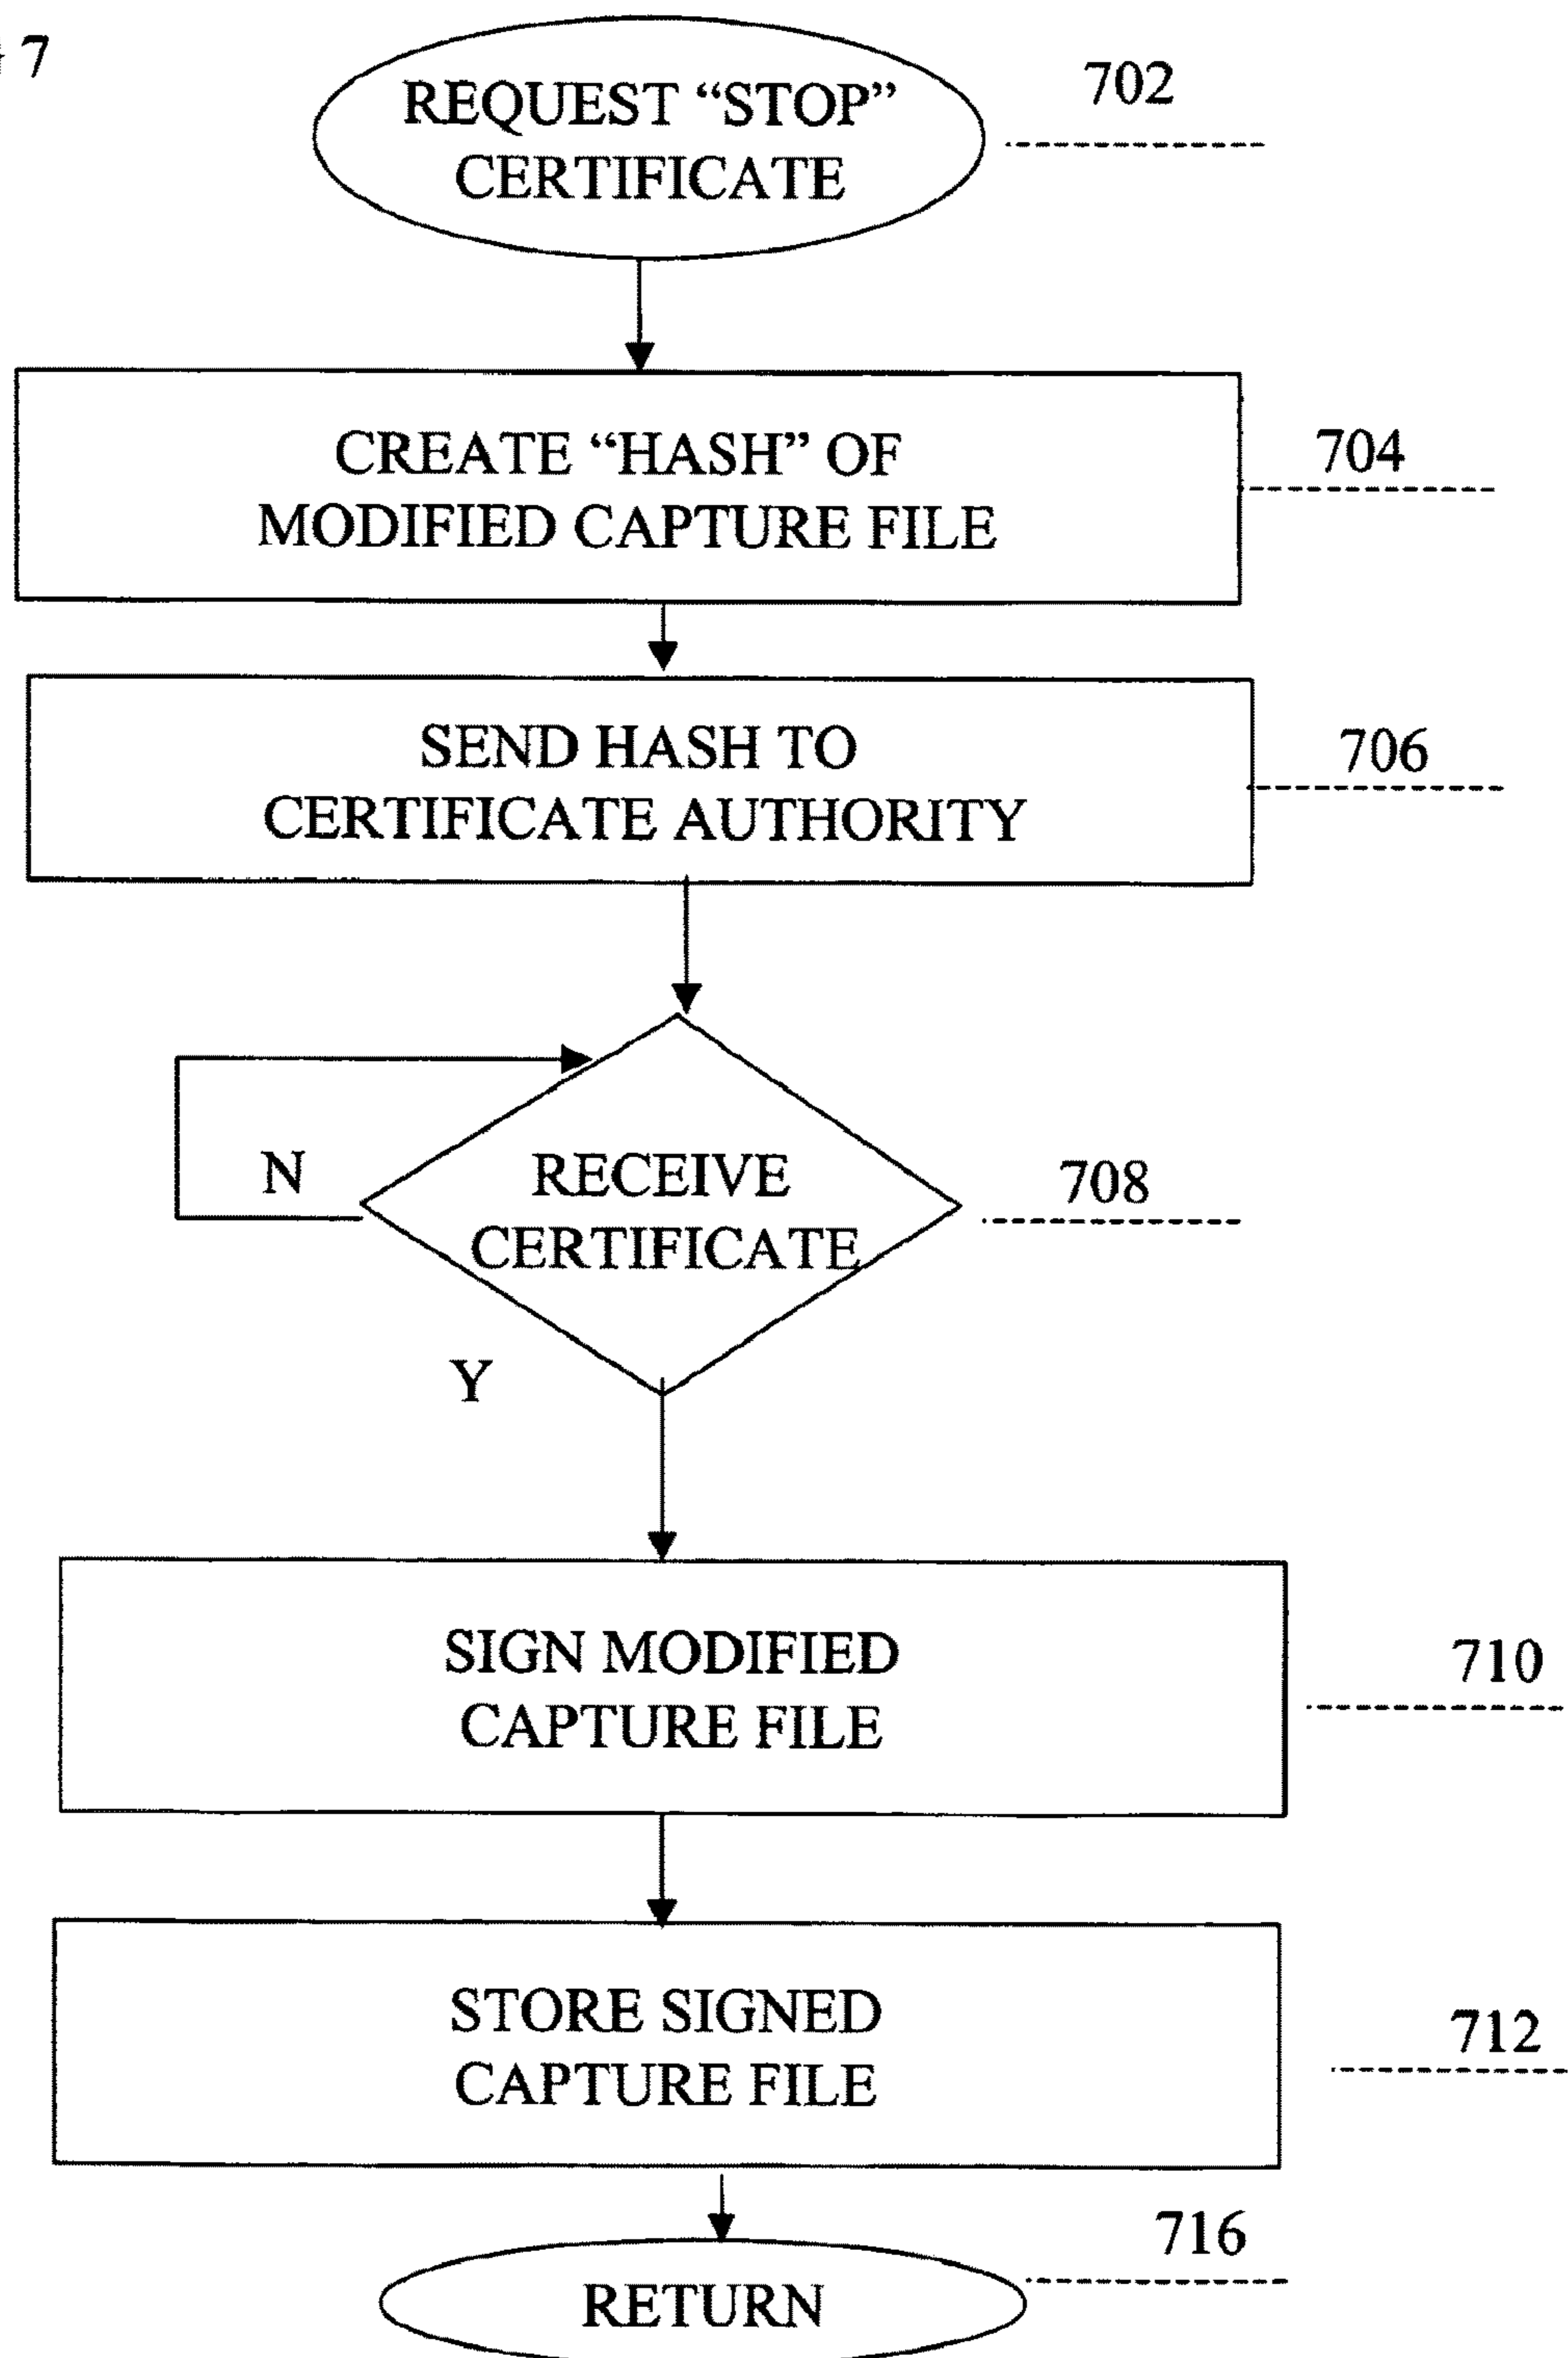 7
REQUEST “STOP”
CERTIFICATE
702
CREATE “HASH” OF
MODIFIED CAPTURE FILE
704
SEND HASH TO
CERTIFICATE AUTHORITY
706
N
RECEIVE
CERTIFICATE
708
Y
SIGN MODIFIED
CAPTURE FILE
710
STORE SIGNED
CAPTURE FILE
712
716
RETURN